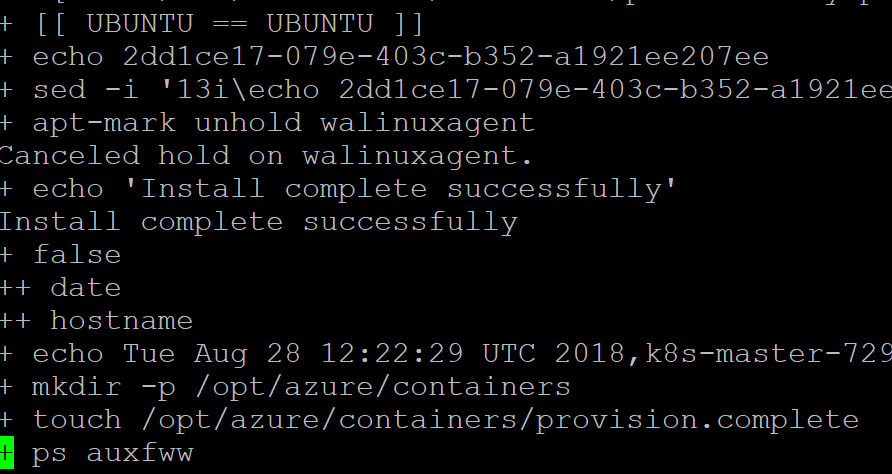 + [[ UBUNTU == UBUNTU ]]
+ echo 2dd1ce17-079e-403c-b352-a1921ee207ee
+ sed -i '13i\echo 2dd1ce17-079e-403c-b352-a1921ee
+ apt-mark unhold walinuxagent
Canceled hold on walinuxagent.
+ echo 'Install complete successfully'
Install complete successfully
+ false
++ date
++ hostname
+ echo Tue Aug 28 12:22:29 UTC 2018,k8s-master-729
+ mkdir -p /opt/azure/containers
+ touch /opt/azure/containers/provision.complete
+ ps auxfww